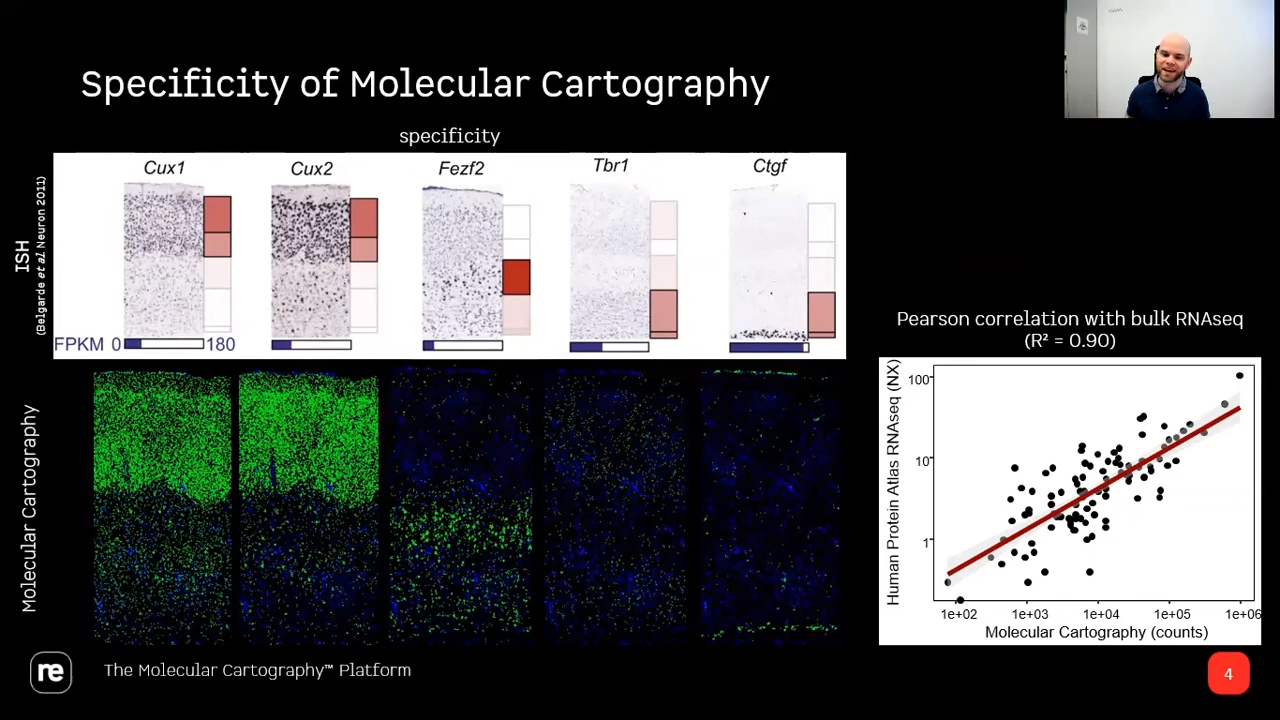 Specificity of Molecular Cartography
specificity
Cux1
Cux2
Fezf2
Tbr1
Ctgf
ISH
(Belgarde et al. Neuron 2011)
FPKM 0
180
Molecular Cartography
Pearson correlation with bulk RNAseq
(R² = 0.90)
Human Protein Atlas RNAseq (NX)
100
10
1
1e+02
1e+03
1e+04
1e+05
1e+06
Molecular Cartography (counts)
re
The Molecular Cartography™ Platform
4